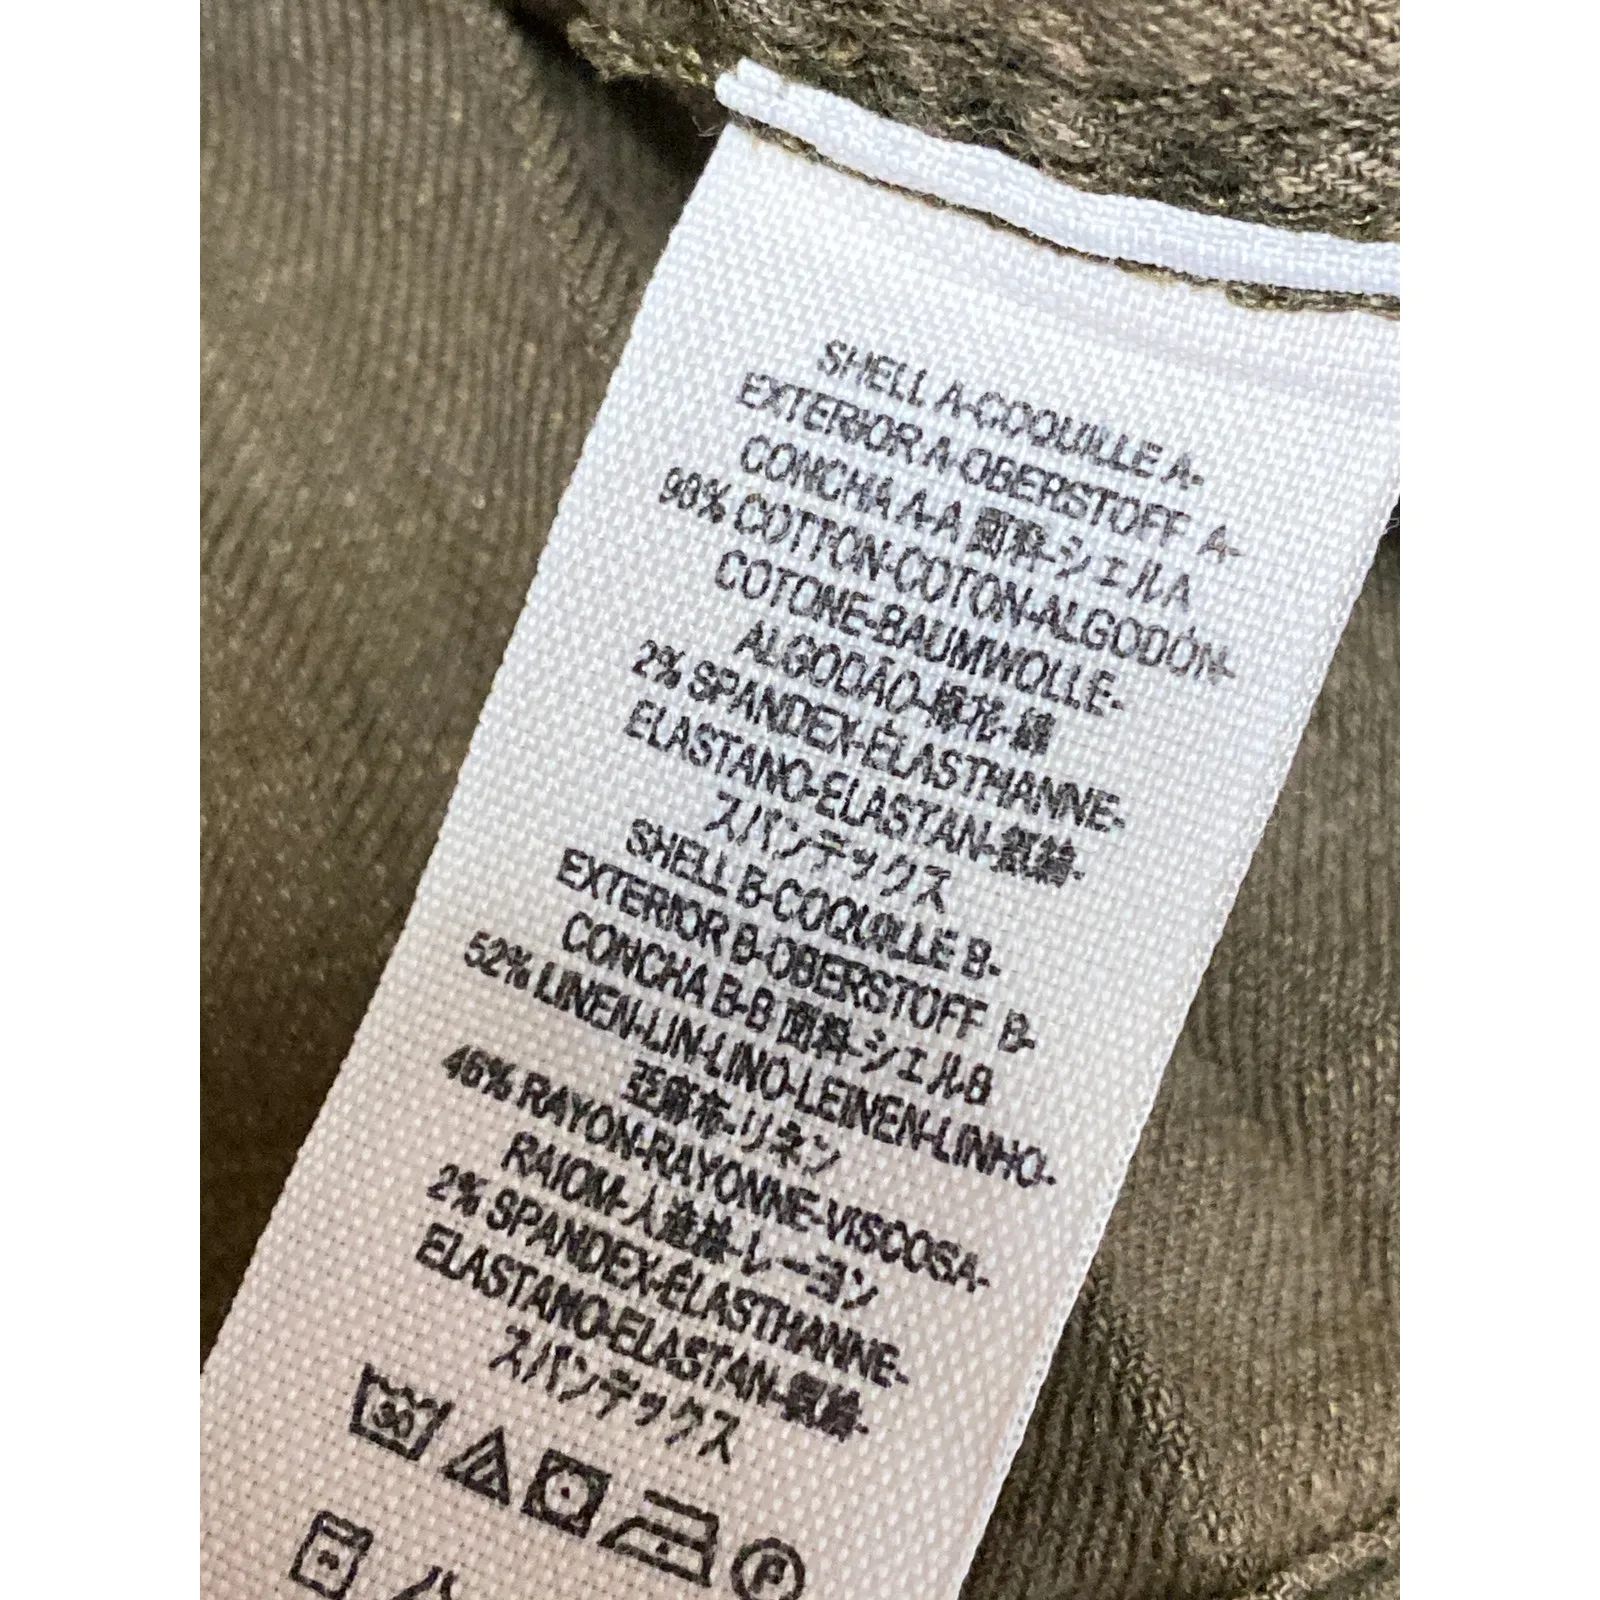 SHELL A-COQUILLE A-
EXTERIOR A-OBERSTOFF A-
CONCHA A-A 面料-シェルA
98% COTTON-COTON-ALGODÓN-
COTONE-BAUMWOLLE-
ALGODÃO-棉花-綿
2% SPANDEX-ÉLASTHANNE-
ELASTANO-ELASTAN-氨綸-
スパンテックス
SHELL B-COQUILLE B-
EXTERIOR B-OBERSTOFF B-
CONCHA B-B 面料-シェルB
52% LINEN-LIN-LINO-LEINEN-LINHO-
亞麻布-リネン
46% RAYON-RAYONNE-VISCOSA-
RAIOM-人造絲-レーヨン
2% SPANDEX-ÉLASTHANNE-
ELASTANO-ELASTAN-氨綸-
スパンテックス
30
P